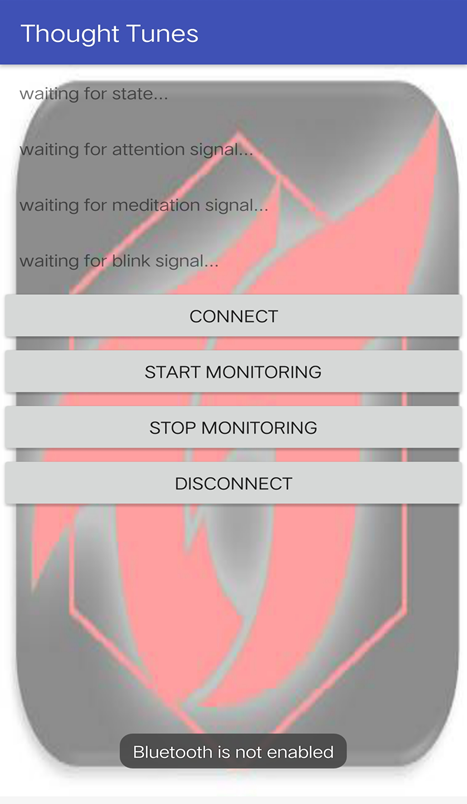 Thought Tunes
waiting for state...
waiting for attention signal...
waiting for meditation signal...
waiting for blink signal...
CONNECT
START MONITORING
STOP MONITORING
DISCONNECT
Bluetooth is not enabled